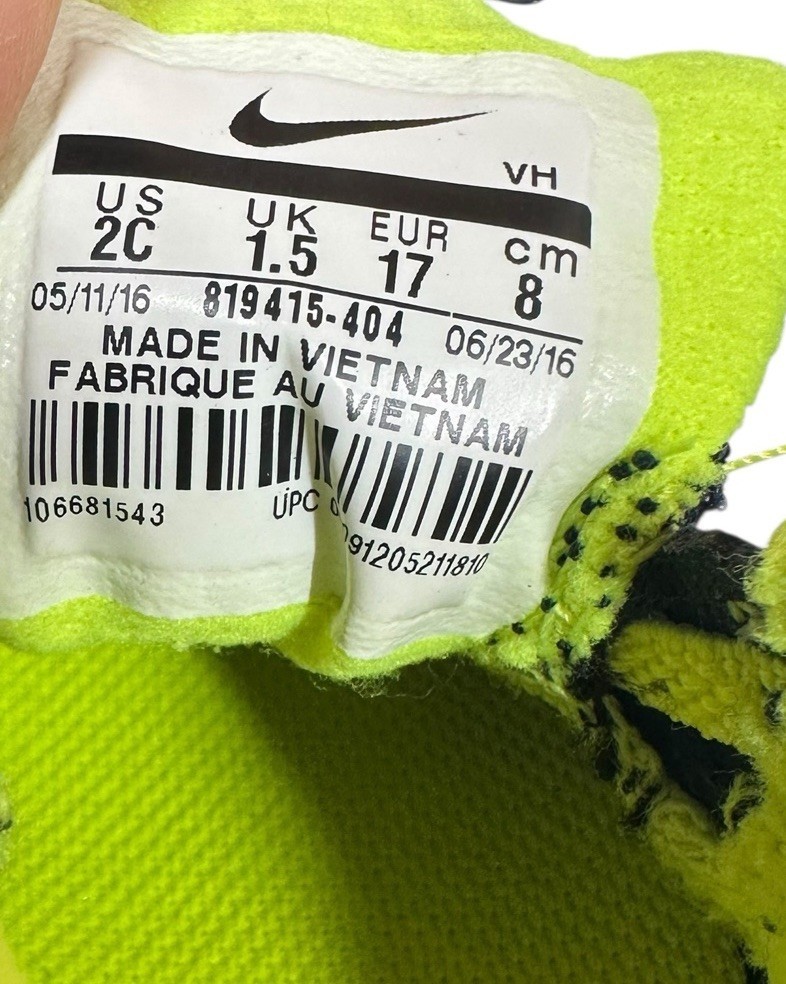 VH
US UK EUR cm
2C 1.5 17 8
05/11/16 819415-404 06/23/16
MADE IN VIETNAM
FABRIQUE AU VIETNAM
106681543 UPC
91205211810